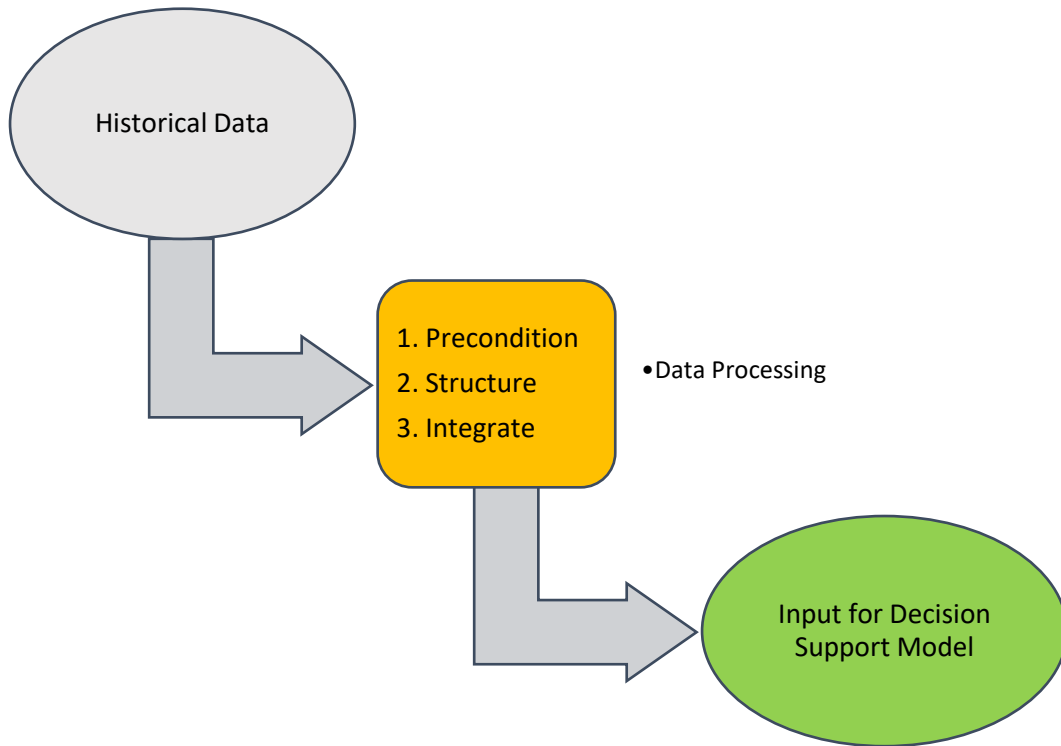 Historical Data
1. Precondition
2. Structure
3. Integrate
•Data Processing
Input for Decision
Support Model